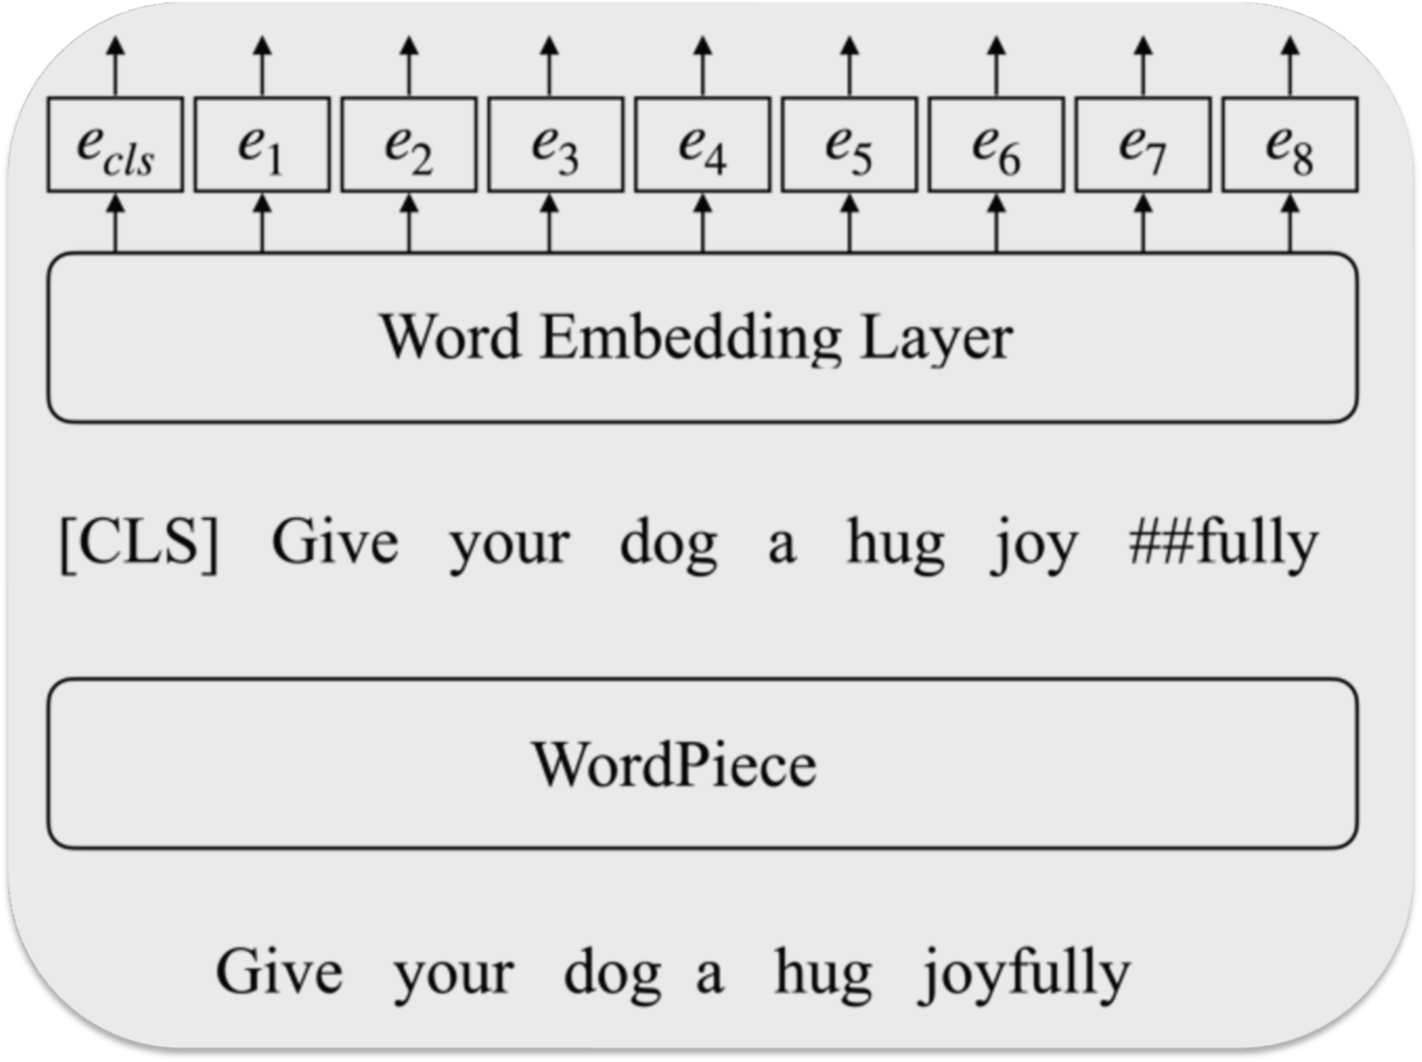 e_cls e_1 e_2 e_3 e_4 e_5 e_6 e_7 e_8
Word Embedding Layer
[CLS] Give your dog a hug joy ##fully
WordPiece
Give your dog a hug joyfully